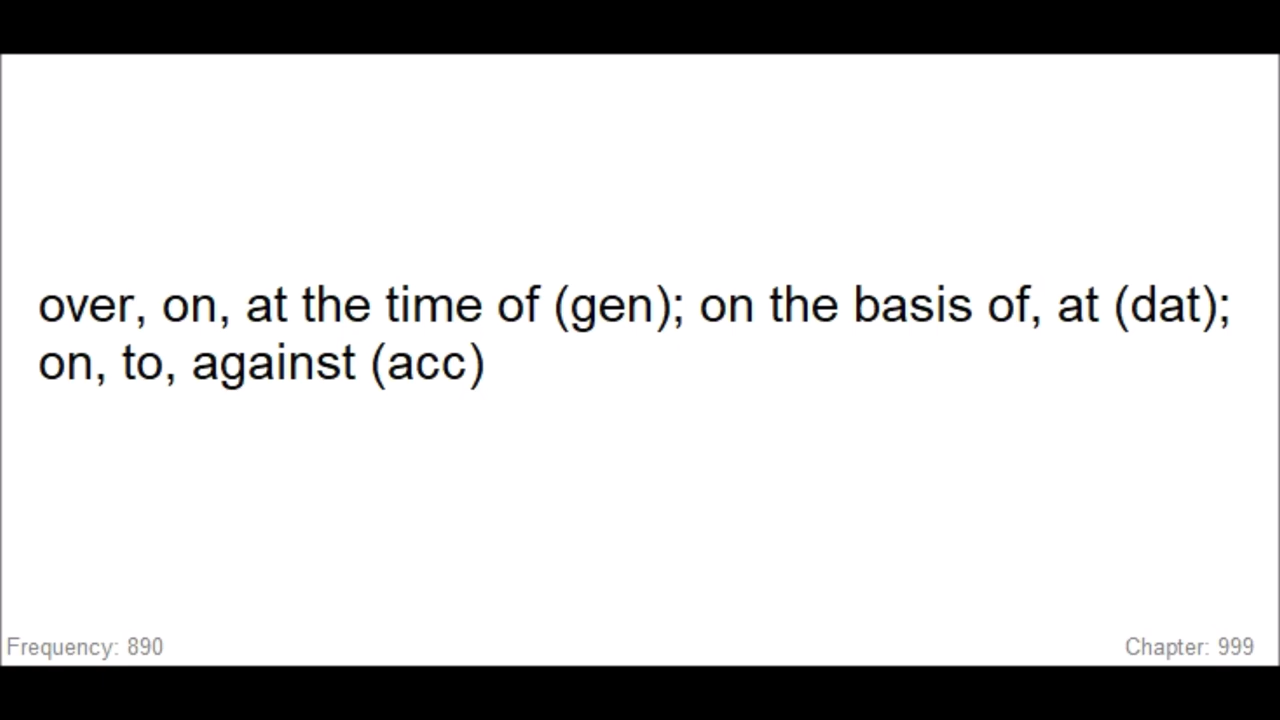 over, on, at the time of (gen); on the basis of, at (dat);
on, to, against (acc)
Frequency: 890
Chapter: 999